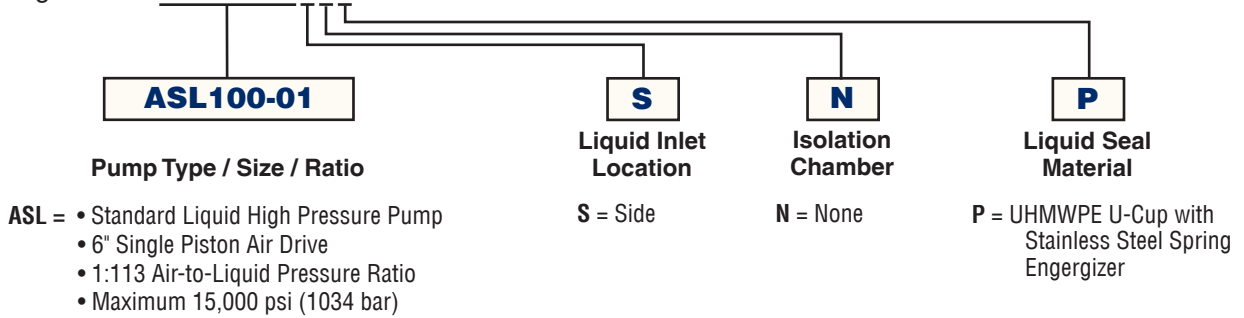 ASL100-01
S
N
P
Pump Type / Size / Ratio
Liquid Inlet
Location
Isolation
Chamber
Liquid Seal
Material
ASL = • Standard Liquid High Pressure Pump
• 6" Single Piston Air Drive
• 1:113 Air-to-Liquid Pressure Ratio
• Maximum 15,000 psi (1034 bar)
S = Side
N = None
P = UHMWPE U-Cup with
Stainless Steel Spring
Engergizer